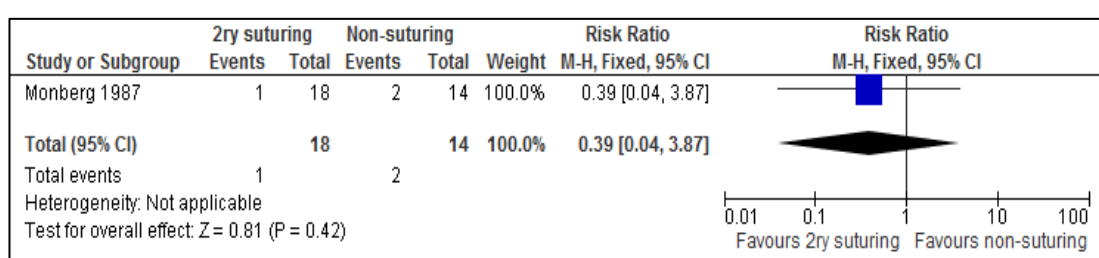 2ry suturing Non-suturing Risk Ratio Risk Ratio
Study or Subgroup Events Total Events Total Weight M-H, Fixed, 95% CI M-H, Fixed, 95% CI
Monberg 1987 1 18 2 14 100.0% 0.39 [0.04, 3.87]
Total (95% CI) 18 14 100.0% 0.39 [0.04, 3.87]
Total events 1 2
Heterogeneity: Not applicable
Test for overall effect: Z = 0.81 (P = 0.42)
0.01 0.1 1 10 100
Favours 2ry suturing Favours non-suturing